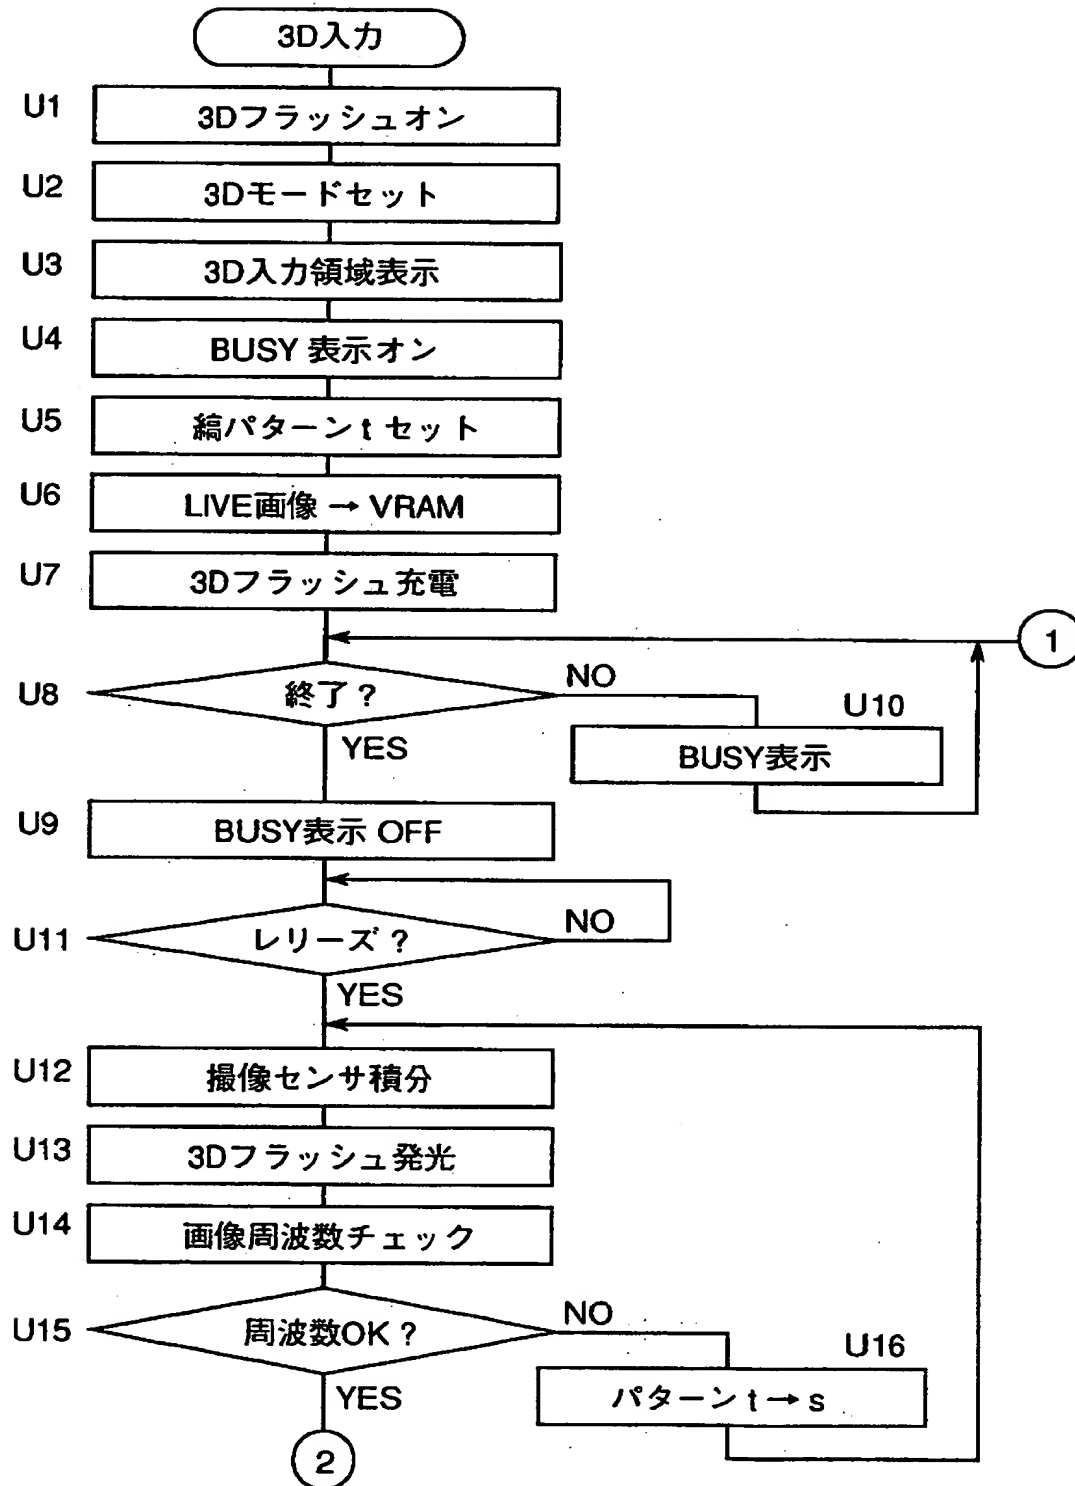 3D入力
U1
3Dフラッシュオン
U2
3Dモードセット
U3
3D入力領域表示
U4
BUSY 表示オン
U5
縞パターン t セット
U6
LIVE画像 → VRAM
U7
3Dフラッシュ充電
1
U8
終了 ?
NO
YES
U10
BUSY表示
U9
BUSY表示 OFF
U11
レリーズ ?
NO
YES
U12
撮像センサ積分
U13
3Dフラッシュ発光
U14
画像周波数チェック
U15
周波数OK ?
NO
YES
U16
パターン t → s
2